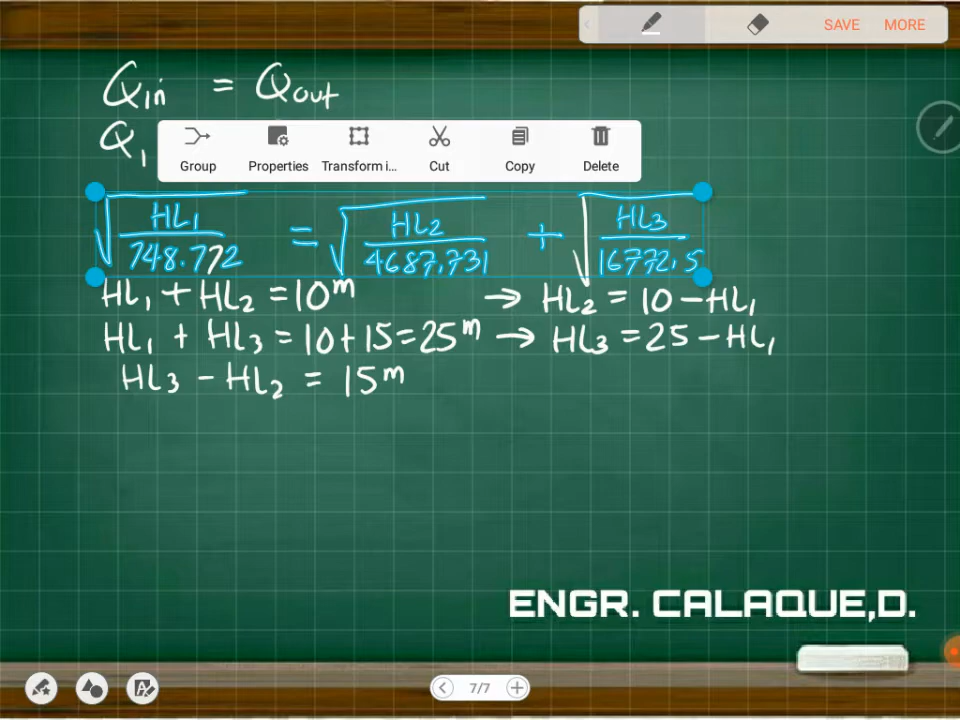 SAVE MORE
Qin = Qout
Q1
Group Properties Transform i... Cut Copy Delete
√HL1/748.772 = √HL2/4687.731 + √HL3/16772.5
HL1 + HL2 = 10m → HL2 = 10 - HL1
HL1 + HL3 = 10+15=25m → HL3 = 25 - HL1
HL3 - HL2 = 15m
ENGR. CALAQUE,D.
7/7